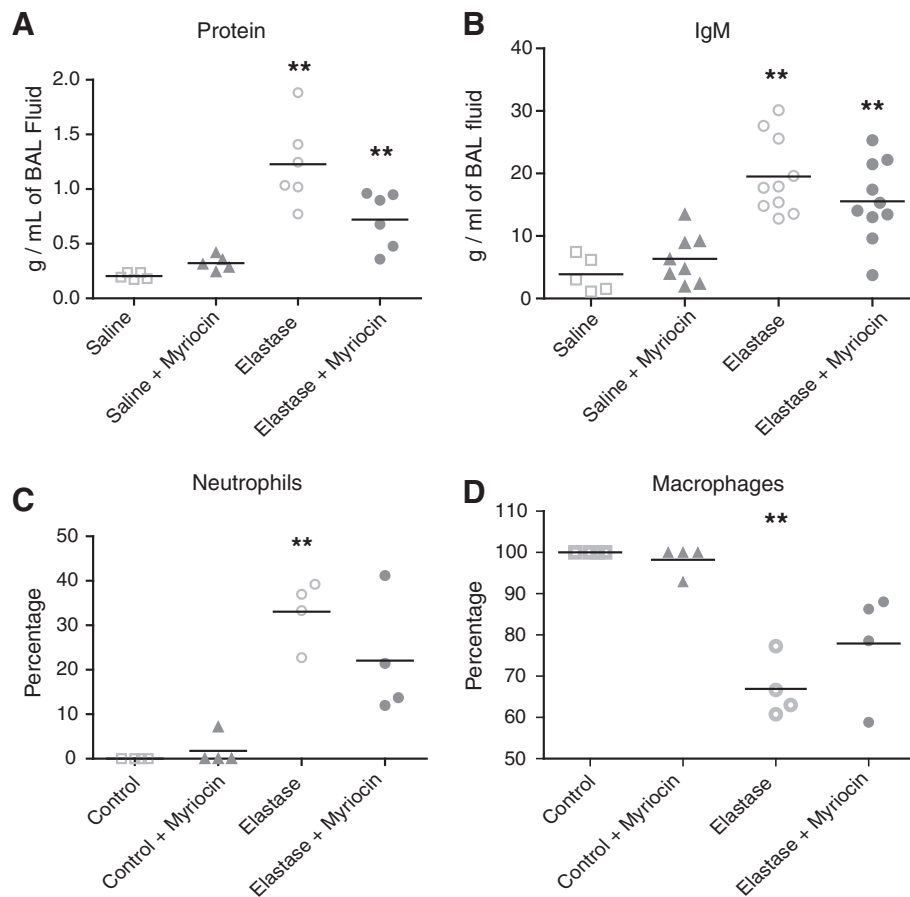 A
Protein
g / mL of BAL Fluid
2.0
1.5
1.0
0.5
0.0
**
**
Saline
Saline + Myriocin
Elastase
Elastase + Myriocin
B
IgM
g / ml of BAL fluid
40
30
20
10
0
**
**
Saline
Saline + Myriocin
Elastase
Elastase + Myriocin
C
Neutrophils
Percentage
50
40
30
20
10
0
**
Control
Control + Myriocin
Elastase
Elastase + Myriocin
D
Macrophages
Percentage
110
100
90
80
70
60
50
**
Control
Control + Myriocin
Elastase
Elastase + Myriocin